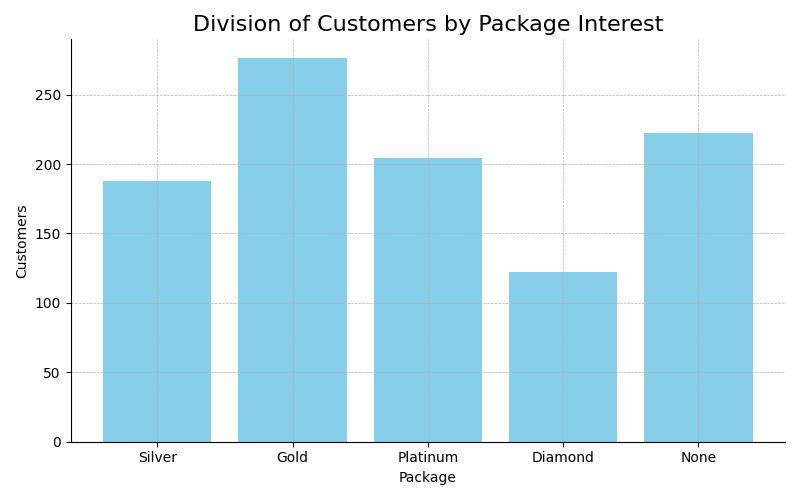 Division of Customers by Package Interest
Customers
250
200
150
100
50
0
Silver Gold Platinum Diamond None
Package